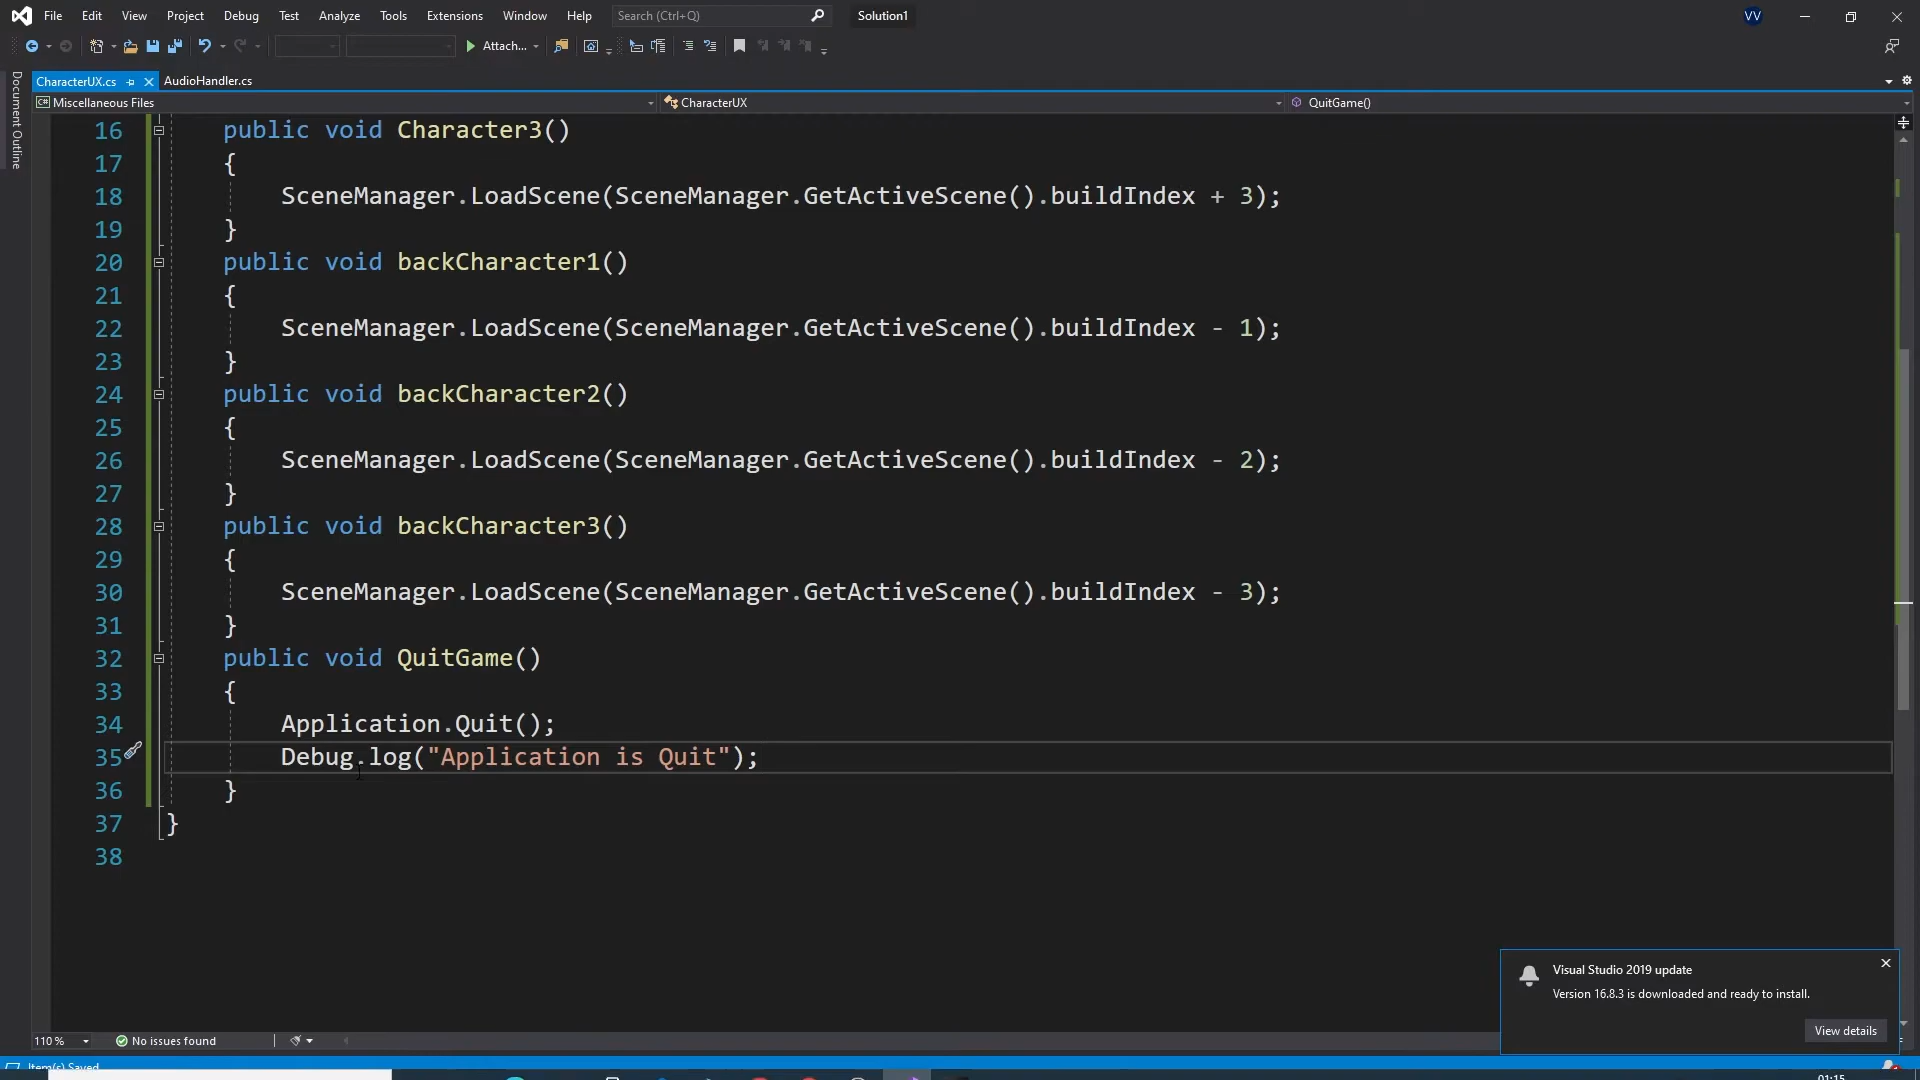 File Edit View Project Debug Test Analyze Tools Extensions Window Help Search (Ctrl+Q) Solution1 VV
Attach...
Document Outline
CharacterUX.cs AudioHandler.cs
C# Miscellaneous Files CharacterUX QuitGame()
16 public void Character3()
17 {
18 SceneManager.LoadScene(SceneManager.GetActiveScene().buildIndex + 3);
19 }
20 public void backCharacter1()
21 {
22 SceneManager.LoadScene(SceneManager.GetActiveScene().buildIndex - 1);
23 }
24 public void backCharacter2()
25 {
26 SceneManager.LoadScene(SceneManager.GetActiveScene().buildIndex - 2);
27 }
28 public void backCharacter3()
29 {
30 SceneManager.LoadScene(SceneManager.GetActiveScene().buildIndex - 3);
31 }
32 public void QuitGame()
33 {
34 Application.Quit();
35 Debug.log("Application is Quit");
36 }
37 }
38
Visual Studio 2019 update
Version 16.8.3 is downloaded and ready to install.
View details
110 % No issues found
Item(s) Saved
01:15